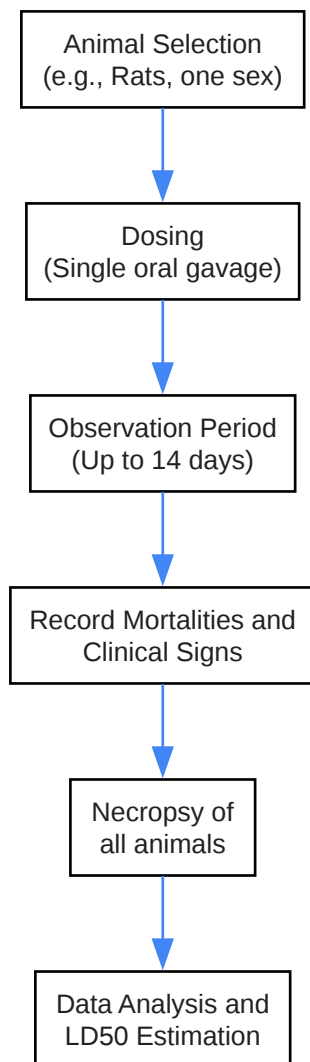 Animal Selection
(e.g., Rats, one sex)
Dosing
(Single oral gavage)
Observation Period
(Up to 14 days)
Record Mortalities and
Clinical Signs
Necropsy of
all animals
Data Analysis and
LD50 Estimation